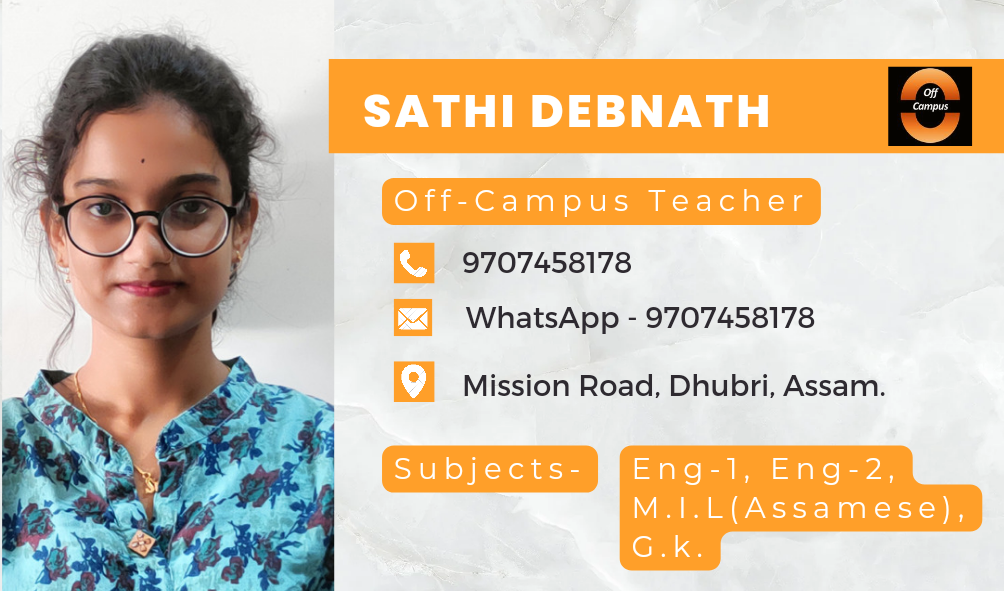 SATHI DEBNATH
Off
Campus
Off-Campus Teacher
9707458178
WhatsApp - 9707458178
Mission Road, Dhubri, Assam.
Subjects-
Eng-1, Eng-2,
M.I.L(Assamese),
G.k.